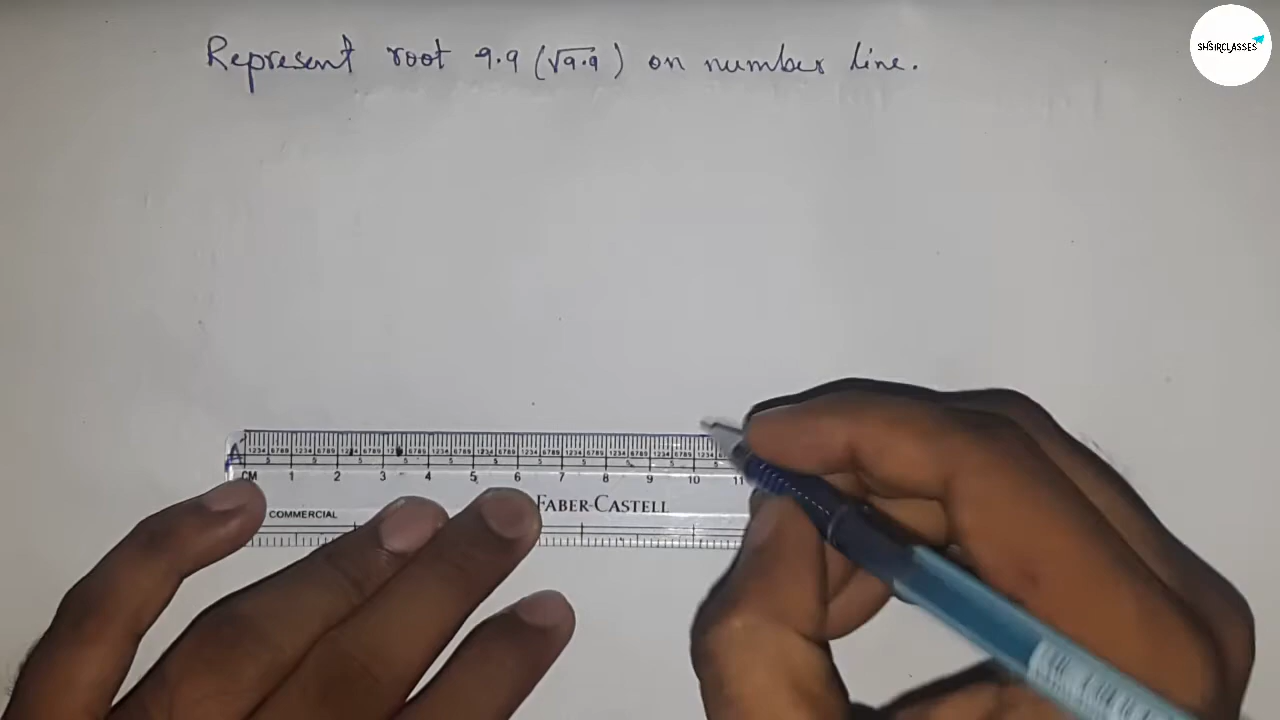 Represent root 9.9 (√9.9) on number line.
SHSIRCLASSES
A
CM 1 2 3 4 5 6 7 8 9 10 11
FABER-CASTELL
COMMERCIAL